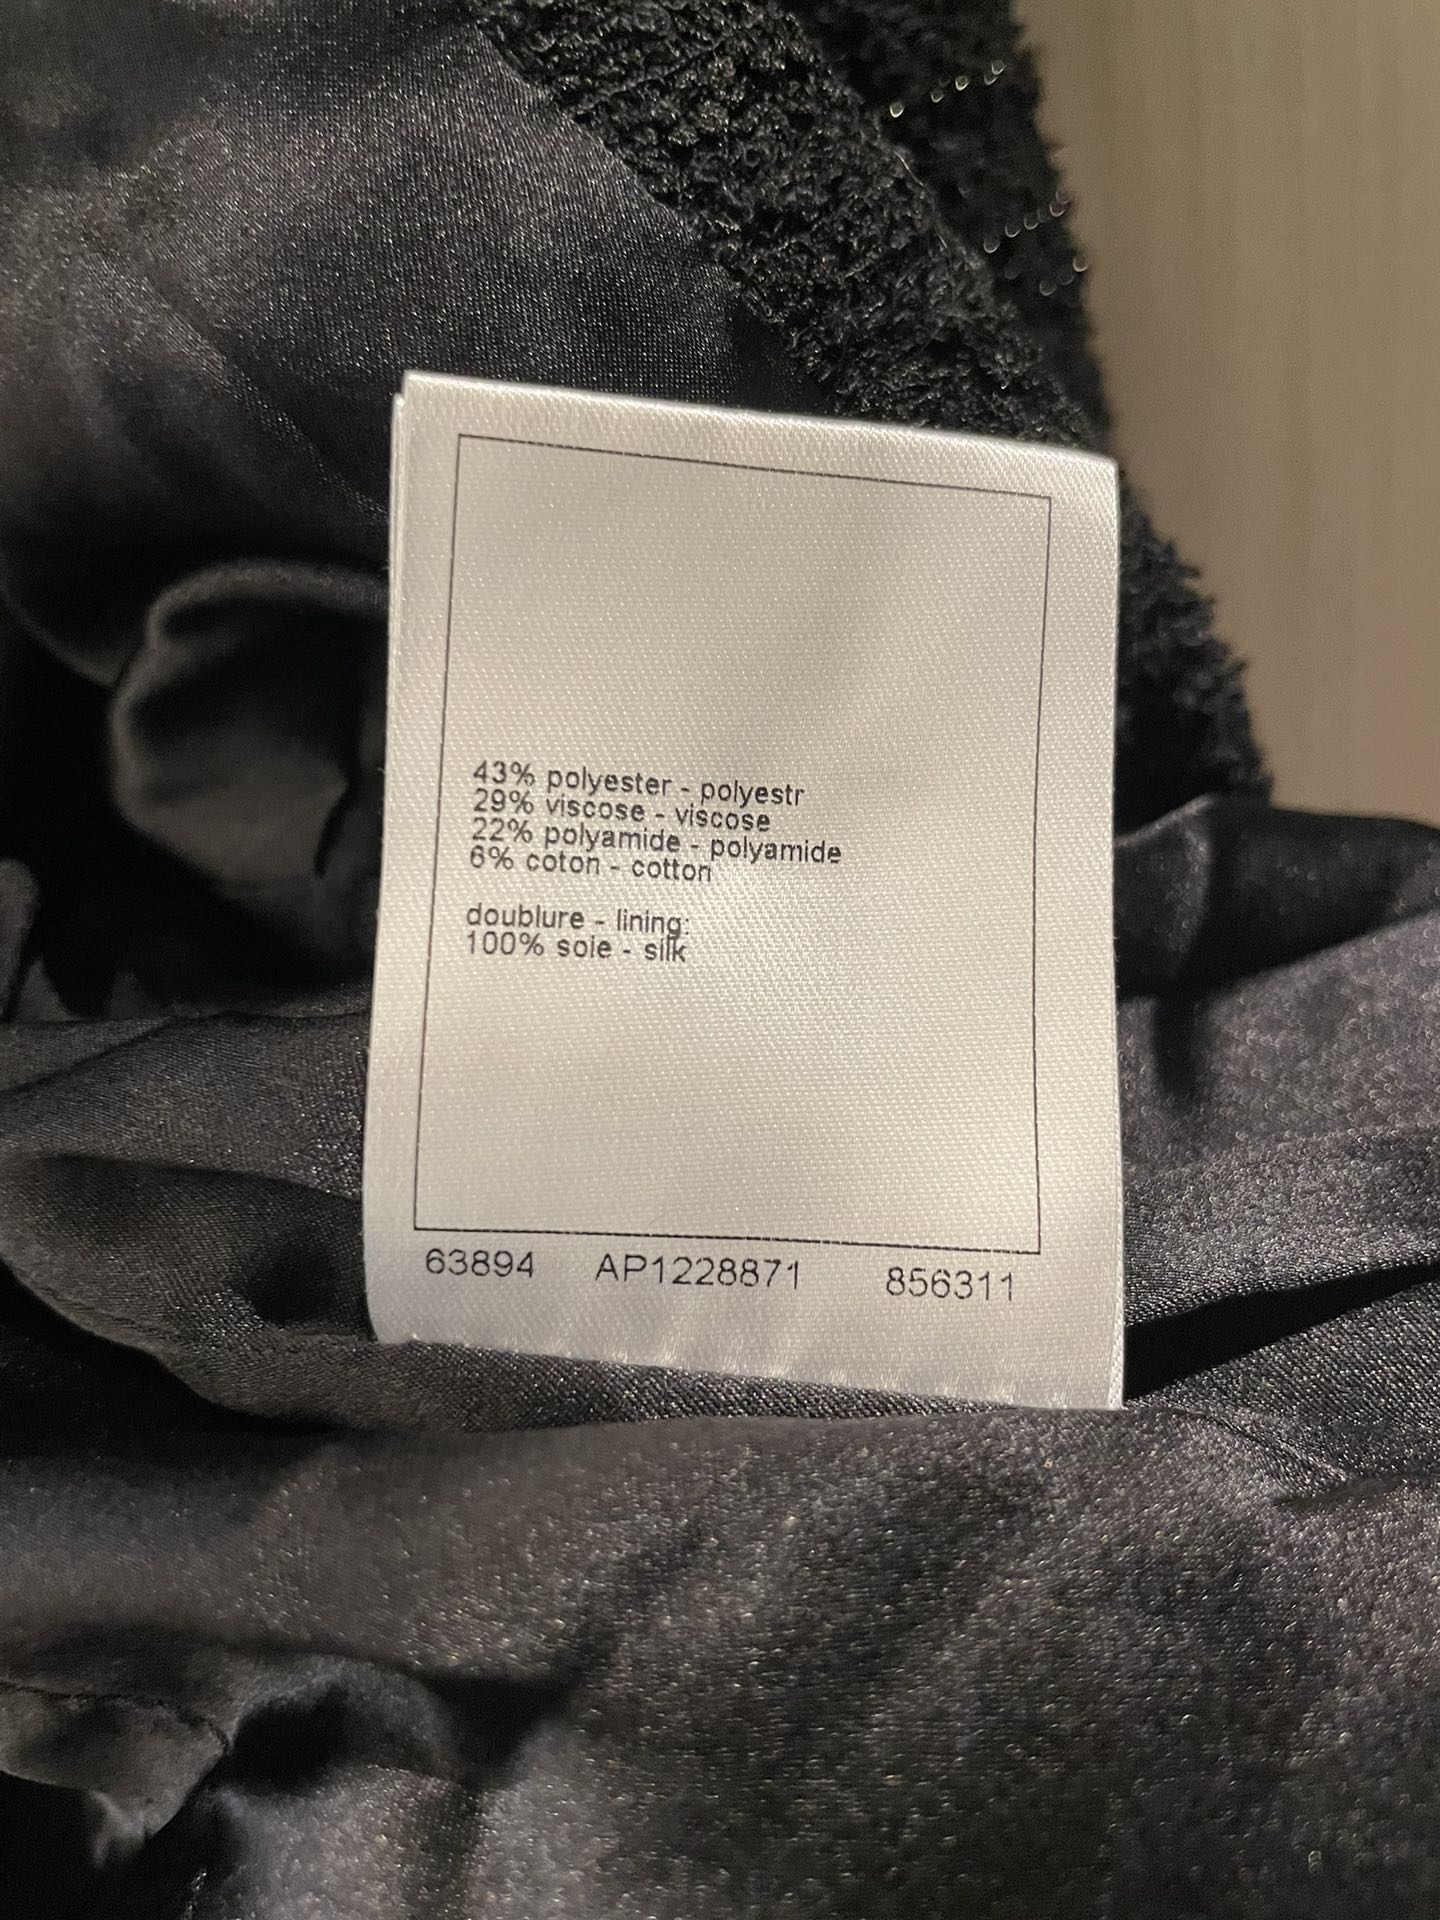 43% polyester - polyestr
29% viscose - viscose
22% polyamide - polyamide
6% coton - cotton
doublure - lining:
100% soie - silk
63894 AP1228871 856311